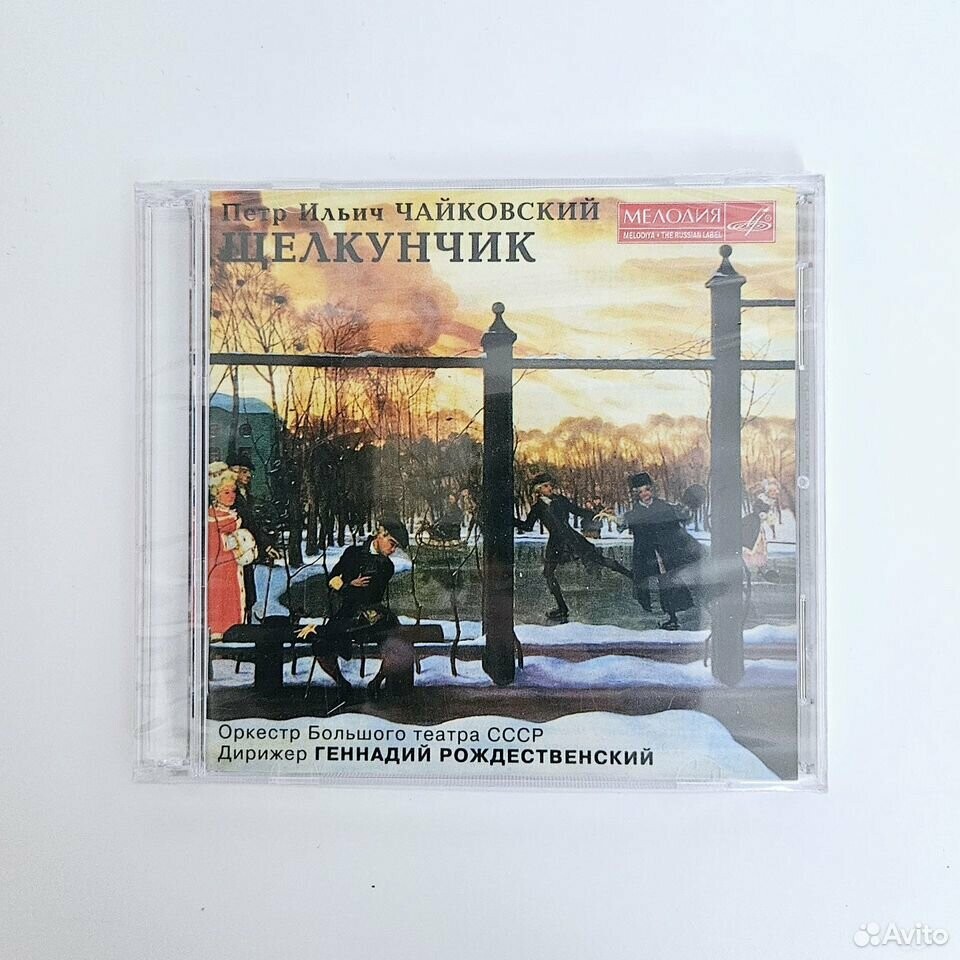 Петр Ильич ЧАЙКОВСКИЙ
ЩЕЛКУНЧИК
МЕЛОДИЯ
MELODIYA • THE RUSSIAN LABEL
Оркестр Большого театра СССР
Дирижер ГЕННАДИЙ РОЖДЕСТВЕНСКИЙ
Avito